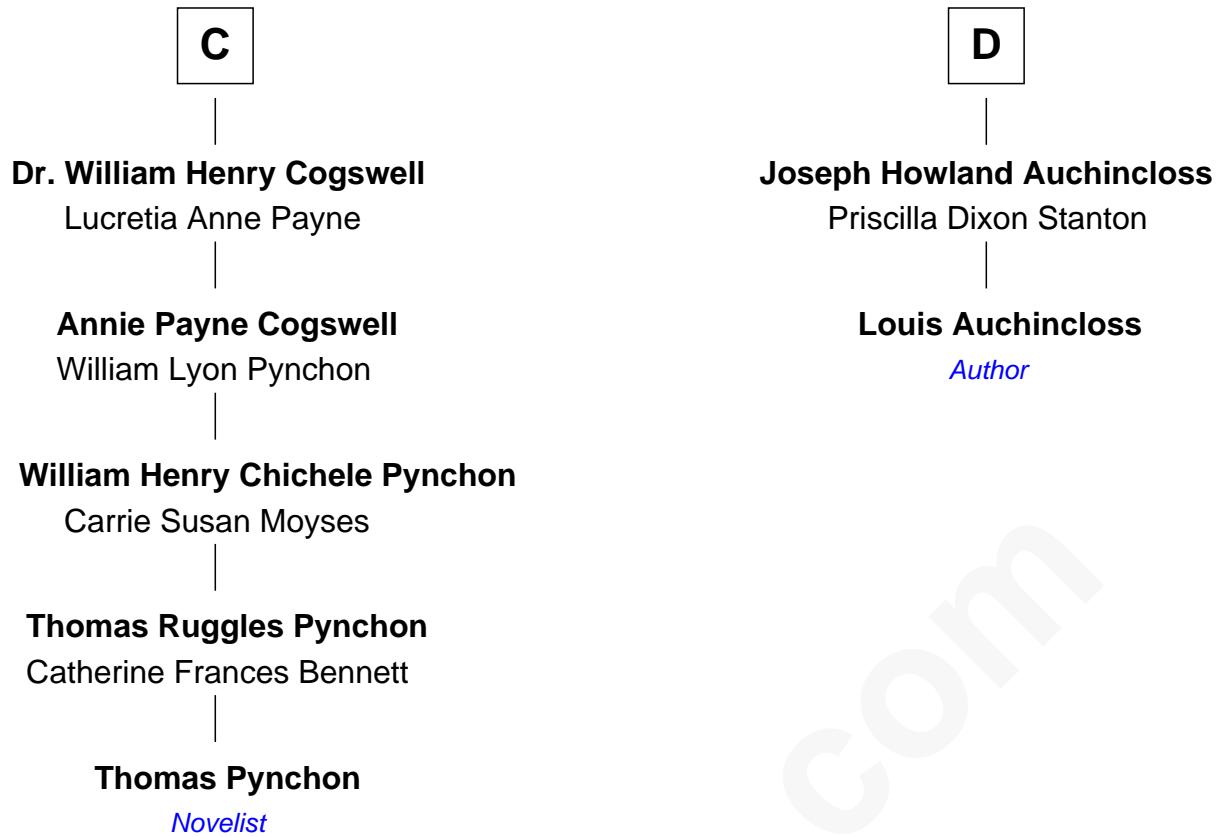 C
Dr. William Henry Cogswell
Lucretia Anne Payne
Annie Payne Cogswell
William Lyon Pynchon
William Henry Chichele Pynchon
Carrie Susan Moyses
Thomas Ruggles Pynchon
Catherine Frances Bennett
Thomas Pynchon
Novelist
D
Joseph Howland Auchincloss
Priscilla Dixon Stanton
Louis Auchincloss
Author
com